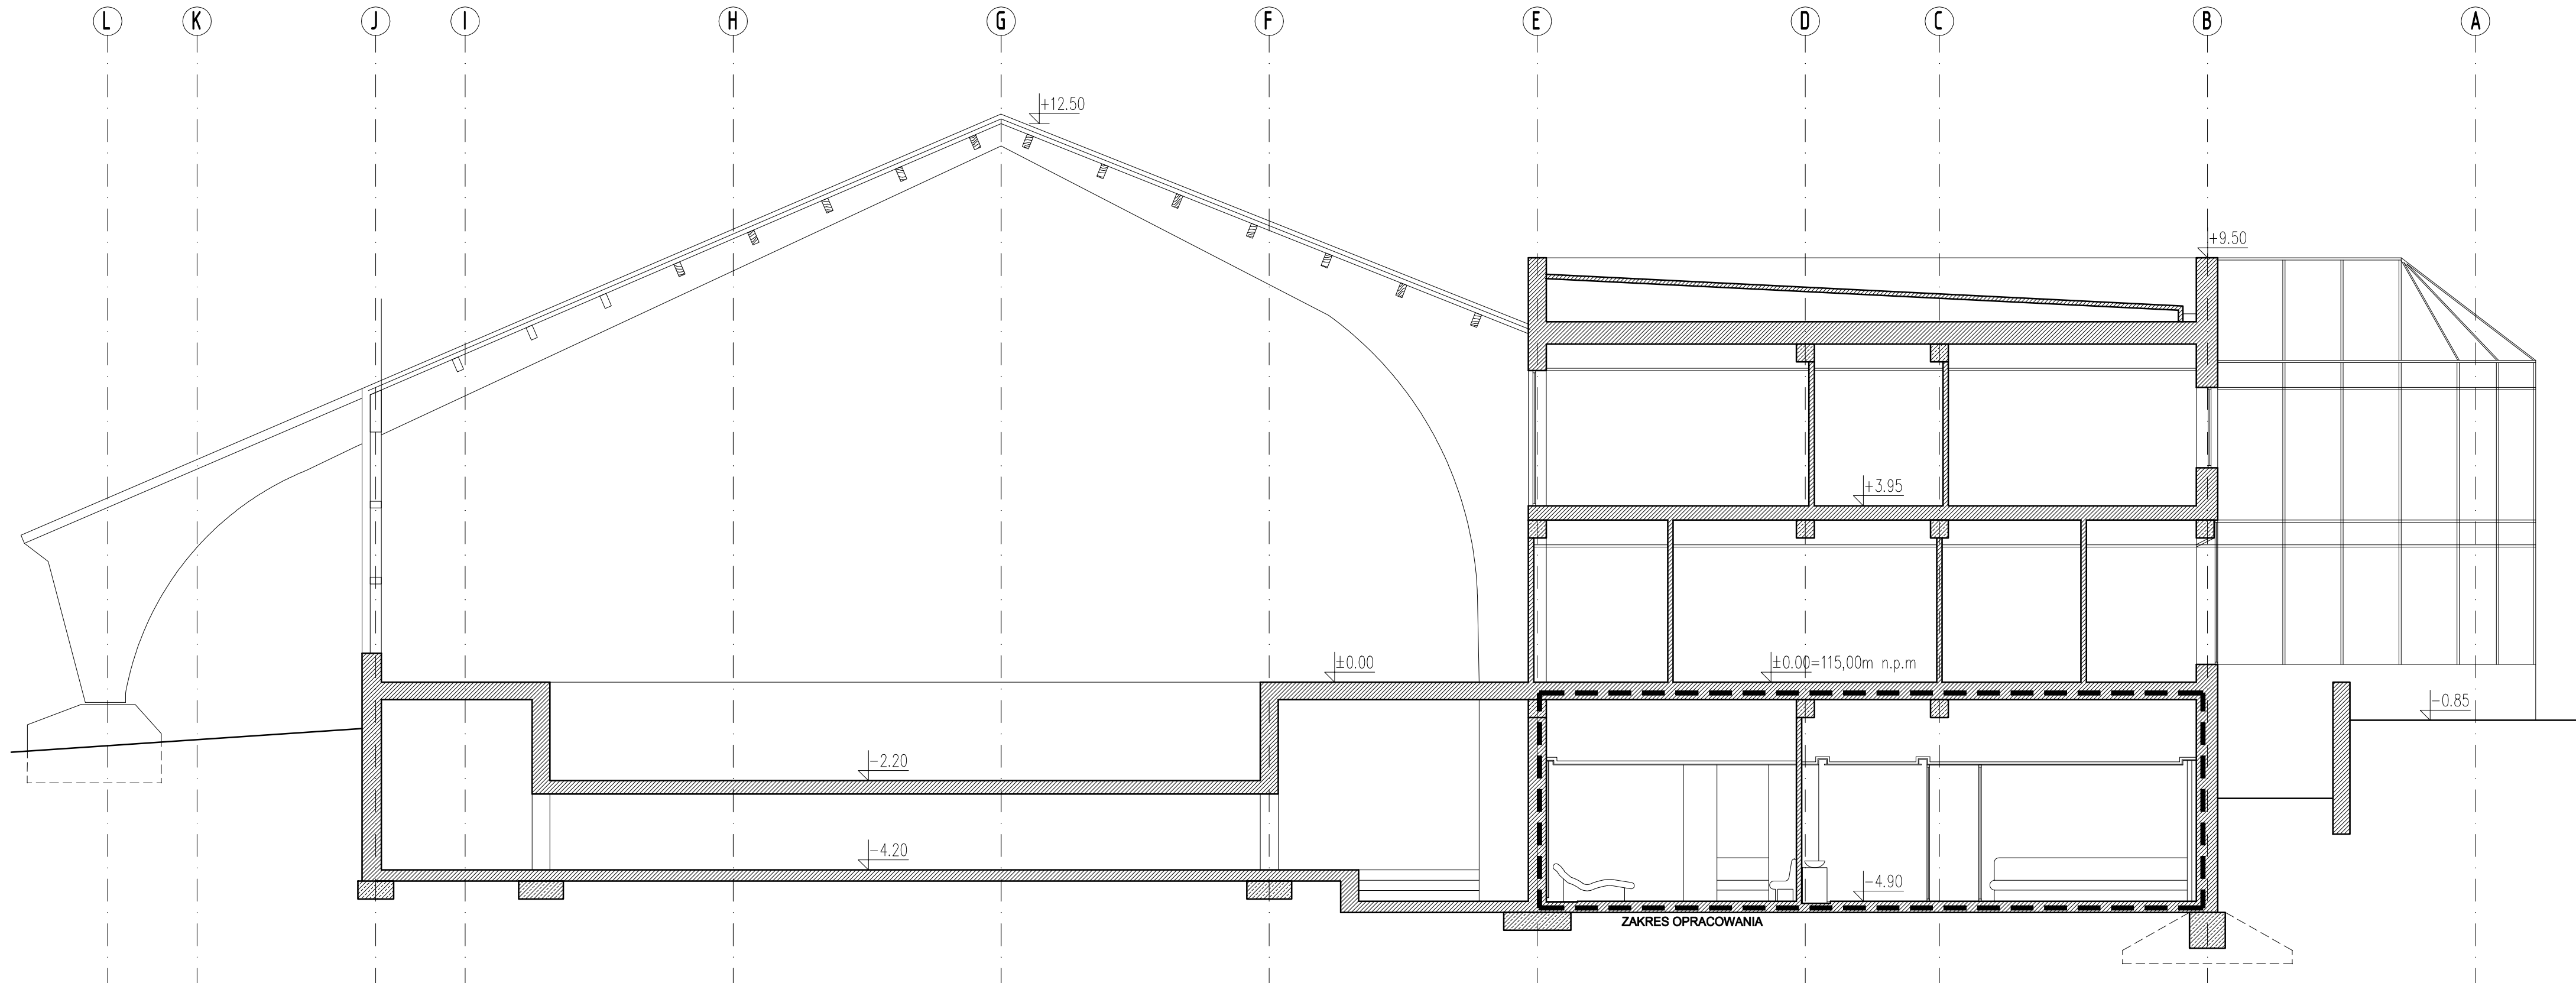 L K J I H G F E D C B A
+12.50
+9.50
+3.95
±0.00
±0.00=115,00m n.p.m
-0.85
-2.20
-4.20
-4.90
ZAKRES OPRACOWANIA